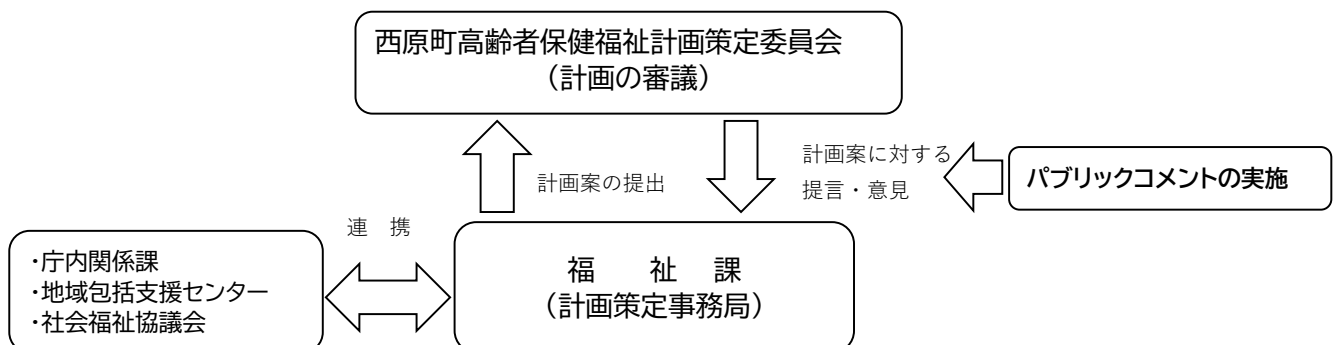 西原町高齢者保健福祉計画策定委員会
(計画の審議)
計画案の提出
計画案に対する
提言・意見
パブリックコメントの実施
連　携
・庁内関係課
・地域包括支援センター
・社会福祉協議会
福　祉　課
(計画策定事務局)